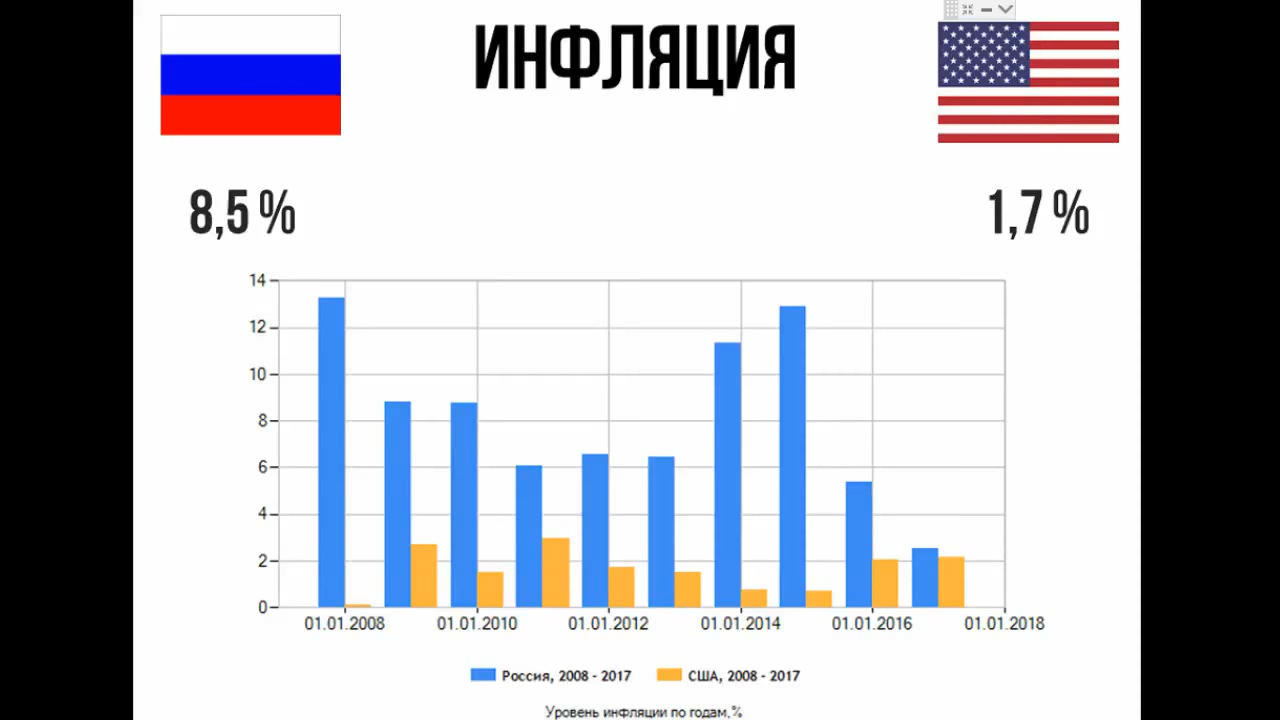 ИНФЛЯЦИЯ
8,5 %
1,7 %
14
12
10
8
6
4
2
0
01.01.2008 01.01.2010 01.01.2012 01.01.2014 01.01.2016 01.01.2018
Россия, 2008 - 2017 США, 2008 - 2017
Уровень инфляции по годам,%